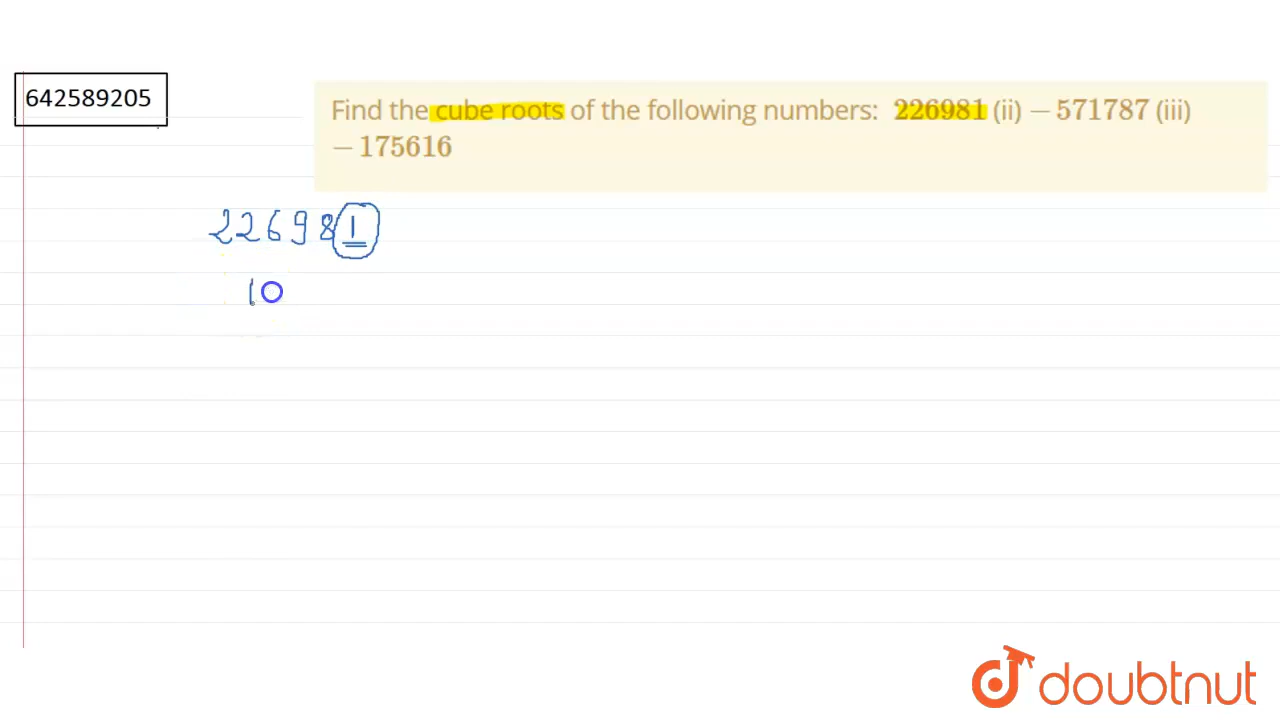 642589205
Find the cube roots of the following numbers: 226981 (ii) − 571787 (iii)
− 175616
226981
10
doubtnut